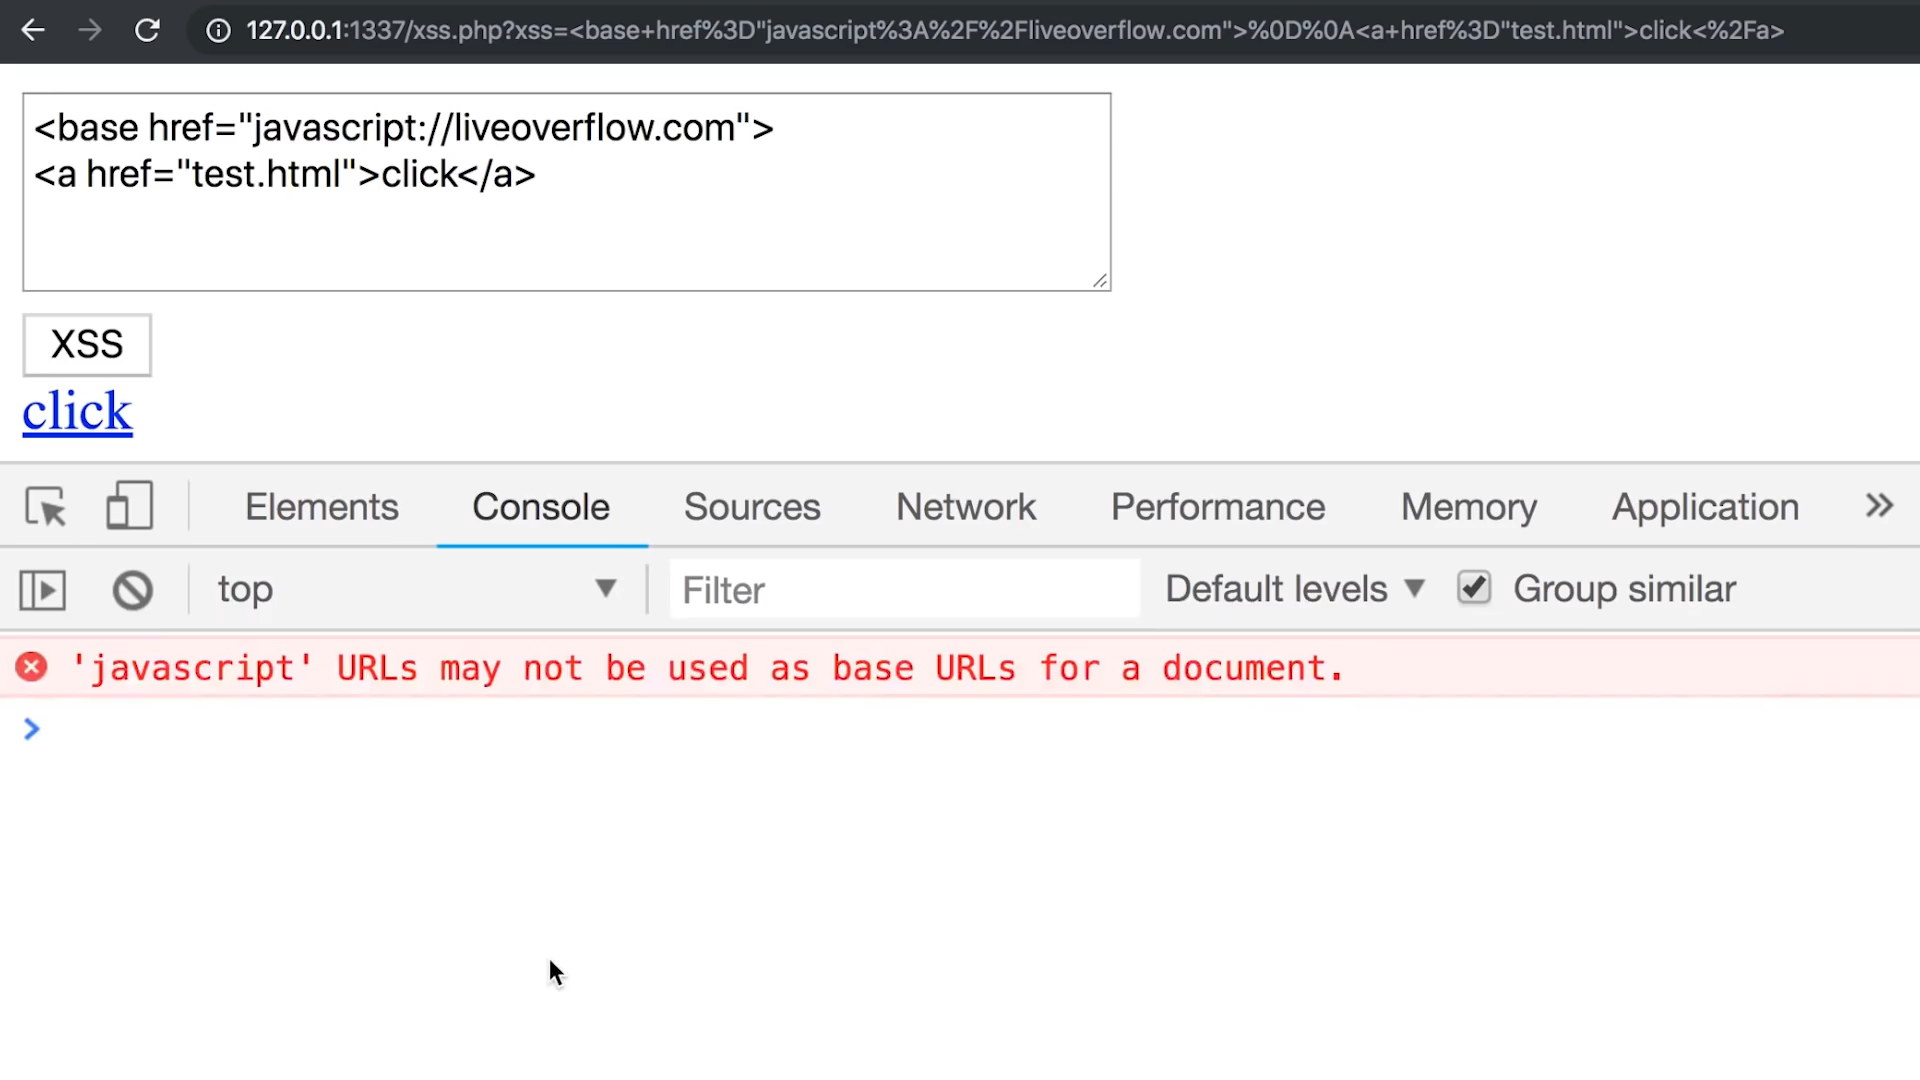 127.0.0.1:1337/xss.php?xss=<base+href%3D"javascript%3A%2F%2Fliveoverflow.com">%0D%0A<a+href%3D"test.html">click<%2Fa>
<base href="javascript://liveoverflow.com">
<a href="test.html">click</a>
XSS
click
Elements Console Sources Network Performance Memory Application »
top Filter Default levels Group similar
'javascript' URLs may not be used as base URLs for a document.